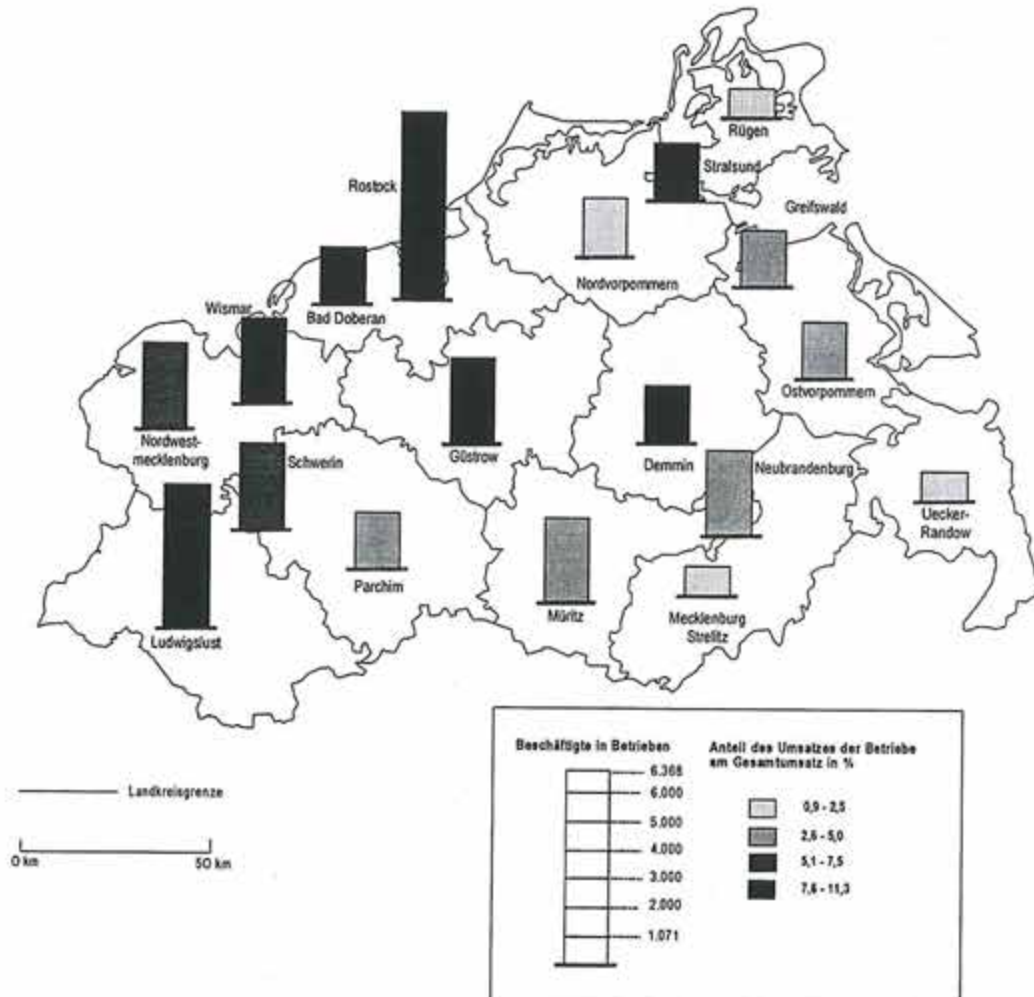 Rügen
Stralsund
Rostock
Greifswald
Nordvorpommern
Wismar
Bad Doberan
Ostvorpommern
Nordwest-
mecklenburg
Schwerin
Güstrow
Demmin
Neubrandenburg
Uecker-
Randow
Parchim
Müritz
Mecklenburg
Strelitz
Ludwigslust
Beschäftigte in Betrieben
6.368
6.000
5.000
4.000
3.000
2.000
1.071
Anteil des Umsatzes der Betriebe
am Gesamtumsatz in %
0,9 - 2,5
2,6 - 5,0
5,1 - 7,5
7,6 - 11,3
Landkreisgrenze
0 km 50 km